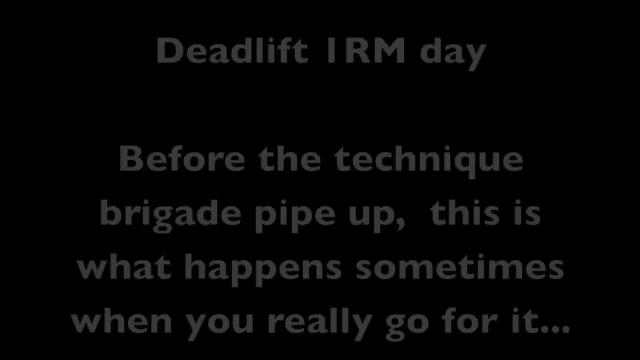 Deadlift 1RM day
Before the technique
brigade pipe up,  this is
what happens sometimes
when you really go for it...